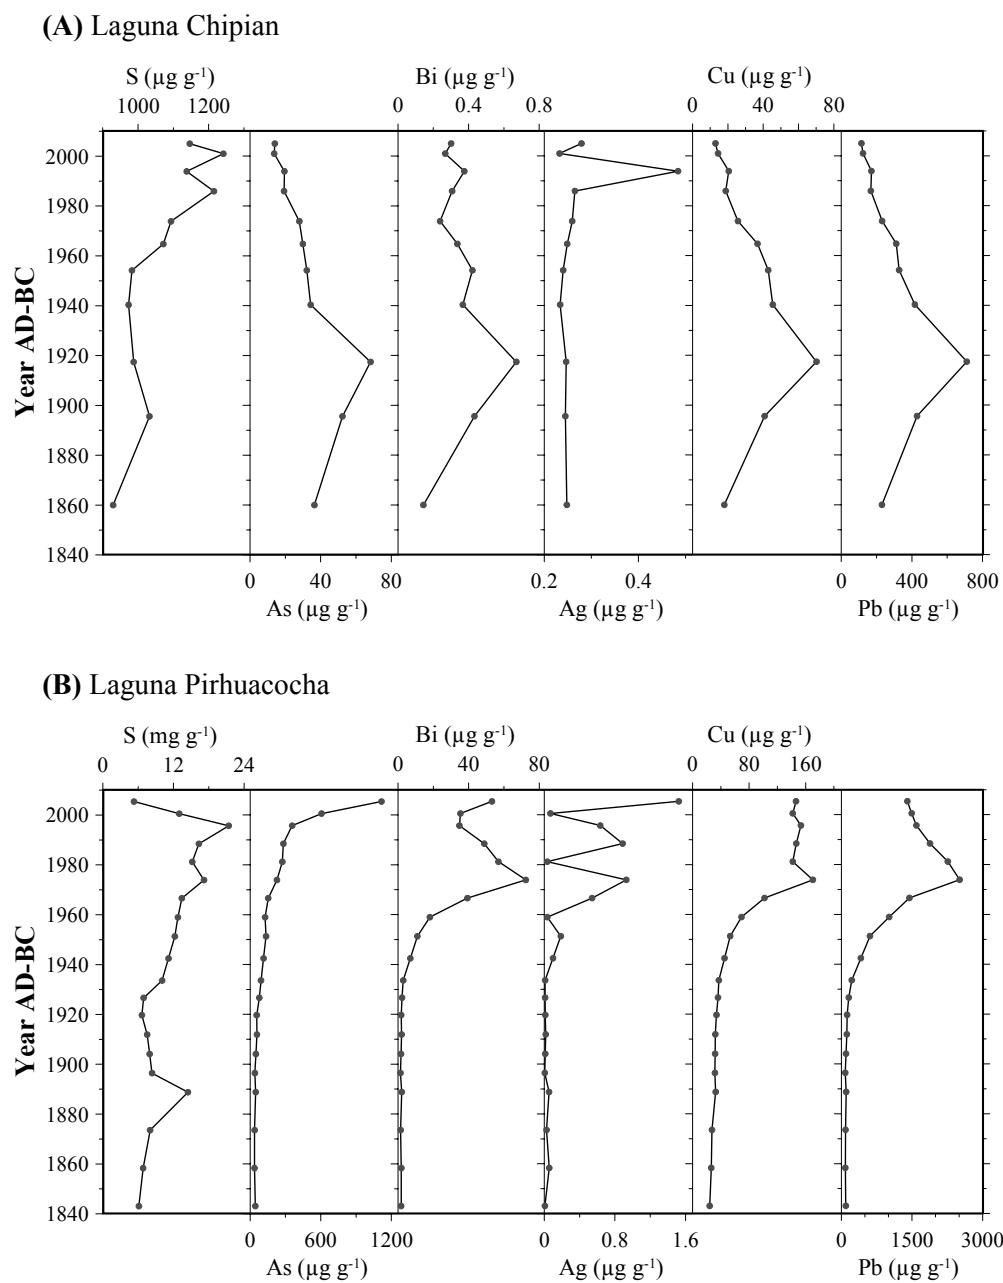 (A) Laguna Chipian
S (µg g-1) Bi (µg g-1) Cu (µg g-1)
1000 1200 0 0.4 0.8 0 40 80
2000
1980
1960
1940
1920
1900
1880
1860
1840
Year AD-BC
0 40 80 0.2 0.4 0 400 800
As (µg g-1) Ag (µg g-1) Pb (µg g-1)
(B) Laguna Pirhuacocha
S (mg g-1) Bi (µg g-1) Cu (µg g-1)
0 12 24 0 40 80 0 80 160
2000
1980
1960
1940
1920
1900
1880
1860
1840
Year AD-BC
0 600 1200 0 0.8 1.6 0 1500 3000
As (µg g-1) Ag (µg g-1) Pb (µg g-1)